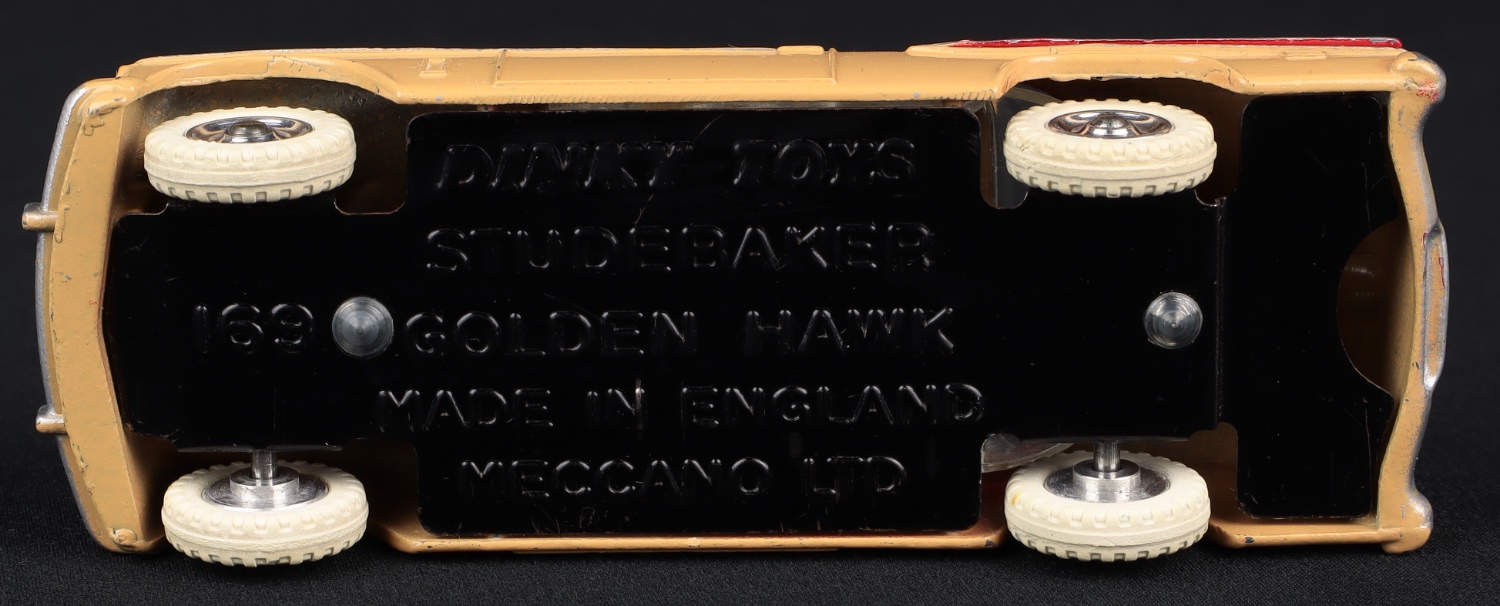 DINKY TOYS
STUDEBAKER
169 GOLDEN HAWK
MADE IN ENGLAND
MECCANO LTD